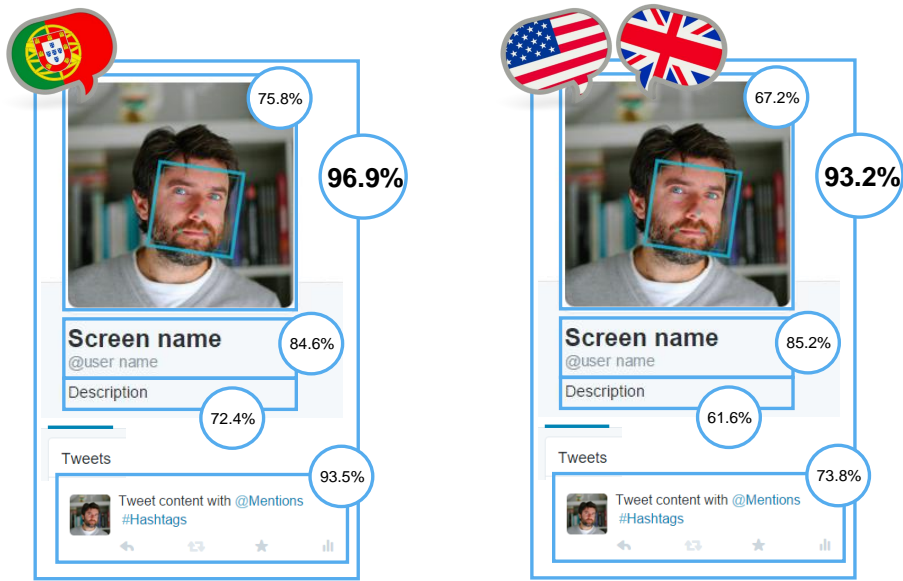 75.8%
96.9%
Screen name
@user name
84.6%
Description
72.4%
Tweets
93.5%
Tweet content with @Mentions
#Hashtags
67.2%
93.2%
Screen name
@user name
85.2%
Description
61.6%
Tweets
73.8%
Tweet content with @Mentions
#Hashtags